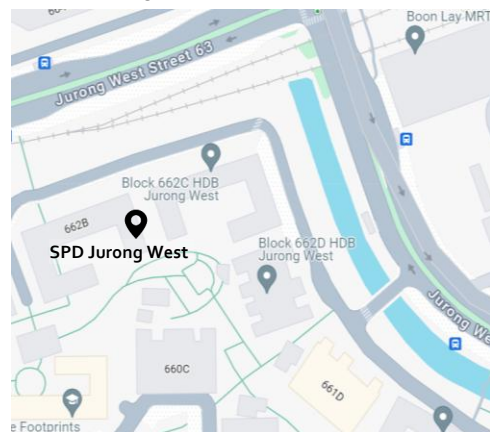 Boon Lay MRT
Jurong West Street 63
Block 662C HDB
Jurong West
662B
SPD Jurong West
Block 662D HDB
Jurong West
Jurong We
660C
661D
e Footprints